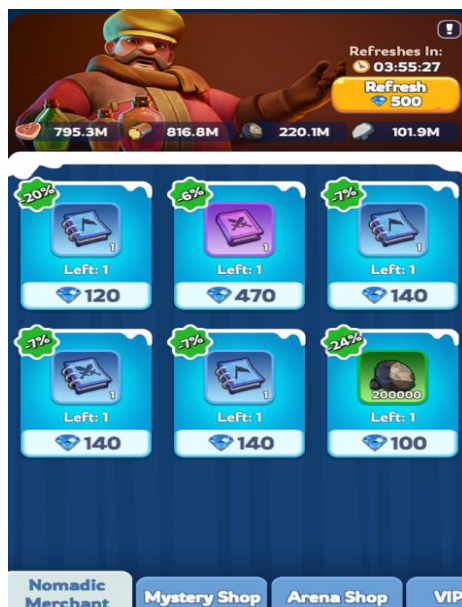 !
Refreshes In:
03:55:27
Refresh
500
795.3M 816.8M 220.1M 101.9M
-20% -6% -7%
1 1 1
Left: 1 Left: 1 Left: 1
120 470 140
-7% -7% -24%
1 1 200000
Left: 1 Left: 1 Left: 1
140 140 100
Nomadic
Merchant Mystery Shop Arena Shop VIP